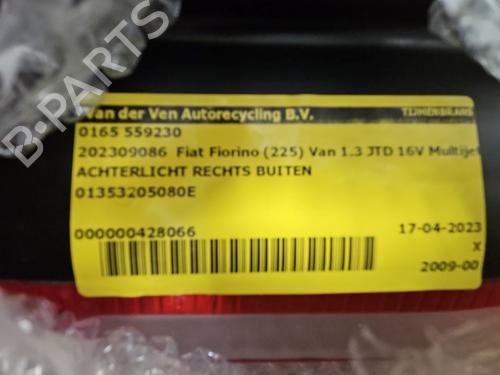 B-PARTS
Van der Ven Autorecycling B.V. TIJMENBRAMS
0165 559230
202309086 Fiat Fiorino (225) Van 1.3 JTD 16V Multijet
ACHTERLICHT RECHTS BUITEN
01353205080E
000000428066 17-04-2023
X
2009-00